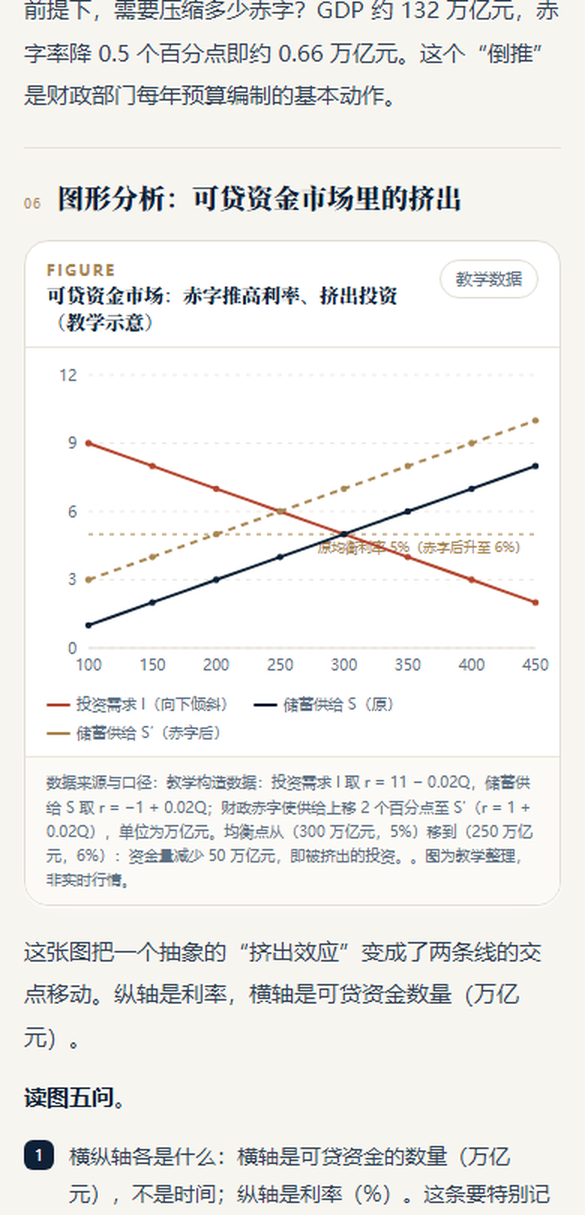 前提下，需要压缩多少赤字？GDP 约 132 万亿元，赤
字率降 0.5 个百分点即约 0.66 万亿元。这个“倒推”
是财政部门每年预算编制的基本动作。
06 图形分析：可贷资金市场里的挤出
FIGURE
可贷资金市场：赤字推高利率、挤出投资
（教学示意）
教学数据
12
9
6
3
0
原均衡利率 5%（赤字后升至 6%）
100 150 200 250 300 350 400 450
投资需求 I（向下倾斜） 储蓄供给 S（原）
储蓄供给 S′（赤字后）
数据来源与口径：教学构造数据：投资需求 I 取 r = 11 − 0.02Q，储蓄供
给 S 取 r = −1 + 0.02Q；财政赤字使供给上移 2 个百分点至 S′（r = 1 +
0.02Q），单位为万亿元。均衡点从（300 万亿元，5%）移到（250 万亿
元，6%）：资金量减少 50 万亿元，即被挤出的投资。。图为教学整理，
非实时行情。
这张图把一个抽象的“挤出效应”变成了两条线的交
点移动。纵轴是利率，横轴是可贷资金数量（万亿
元）。
读图五问。
1 横纵轴各是什么：横轴是可贷资金的数量（万亿
元），不是时间；纵轴是利率（%）。这条要特别记